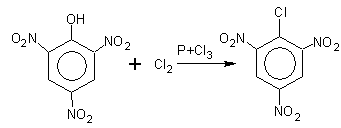 OH
O₂N NO₂
NO₂
+ Cl₂
P+Cl₃
Cl
O₂N NO₂
NO₂